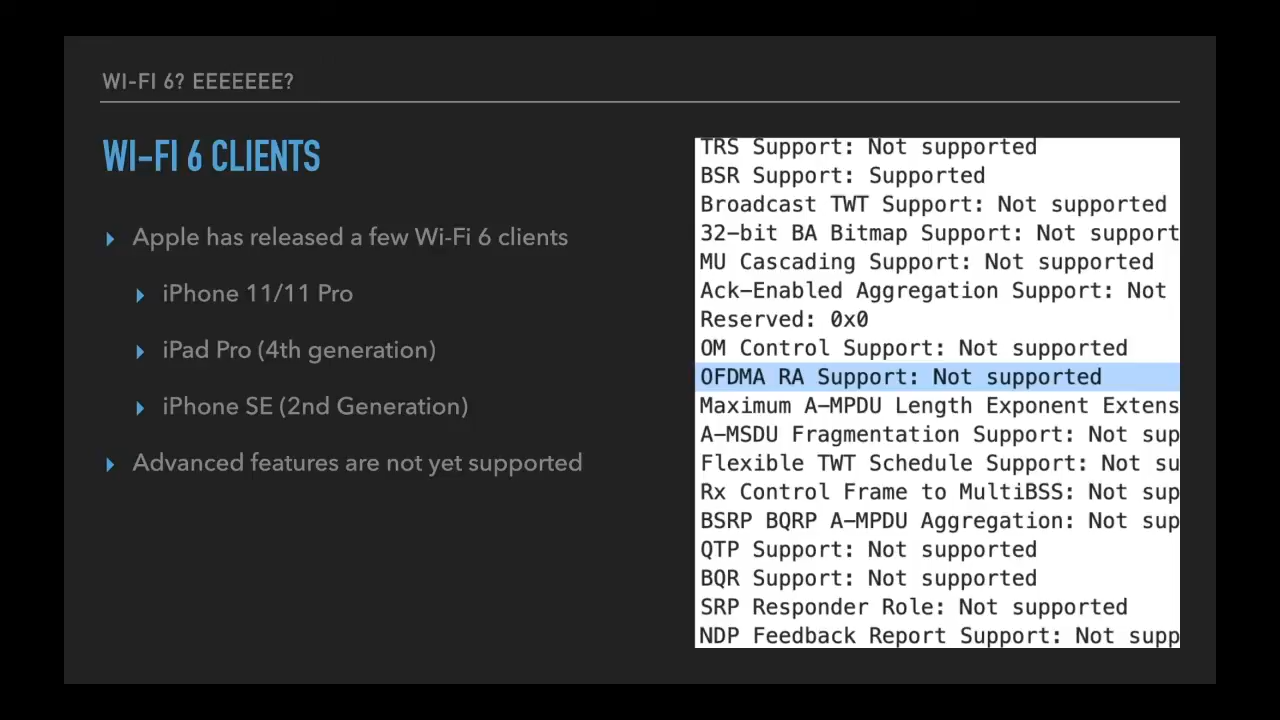 WI-FI 6? EEEEEEE?
WI-FI 6 CLIENTS
Apple has released a few Wi-Fi 6 clients
iPhone 11/11 Pro
iPad Pro (4th generation)
iPhone SE (2nd Generation)
Advanced features are not yet supported
TRS Support: Not supported
BSR Support: Supported
Broadcast TWT Support: Not supported
32-bit BA Bitmap Support: Not support
MU Cascading Support: Not supported
Ack-Enabled Aggregation Support: Not
Reserved: 0x0
OM Control Support: Not supported
OFDMA RA Support: Not supported
Maximum A-MPDU Length Exponent Extens
A-MSDU Fragmentation Support: Not sup
Flexible TWT Schedule Support: Not su
Rx Control Frame to MultiBSS: Not sup
BSRP BQRP A-MPDU Aggregation: Not sup
QTP Support: Not supported
BQR Support: Not supported
SRP Responder Role: Not supported
NDP Feedback Report Support: Not supp